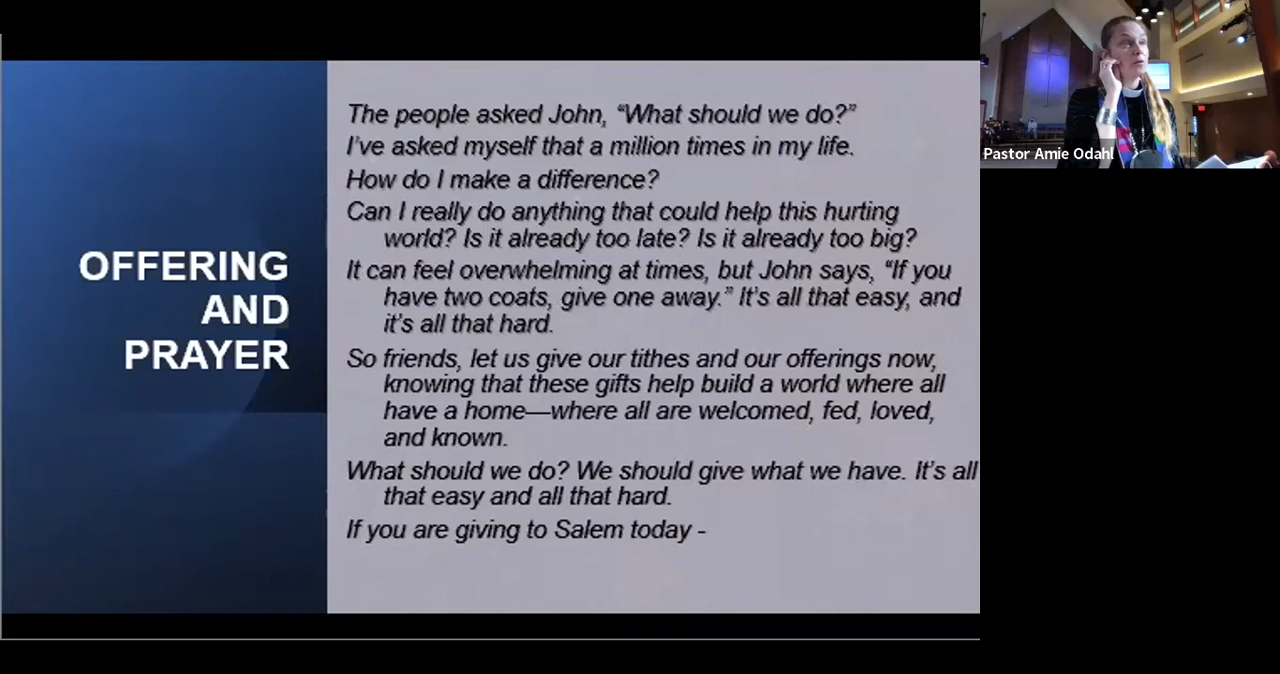 OFFERING
AND
PRAYER
The people asked John, “What should we do?”
I’ve asked myself that a million times in my life.
How do I make a difference?
Can I really do anything that could help this hurting
world? Is it already too late? Is it already too big?
It can feel overwhelming at times, but John says, “If you
have two coats, give one away.” It’s all that easy, and
it’s all that hard.
So friends, let us give our tithes and our offerings now,
knowing that these gifts help build a world where all
have a home—where all are welcomed, fed, loved,
and known.
What should we do? We should give what we have. It’s all
that easy and all that hard.
If you are giving to Salem today -
Pastor Amie Odahl